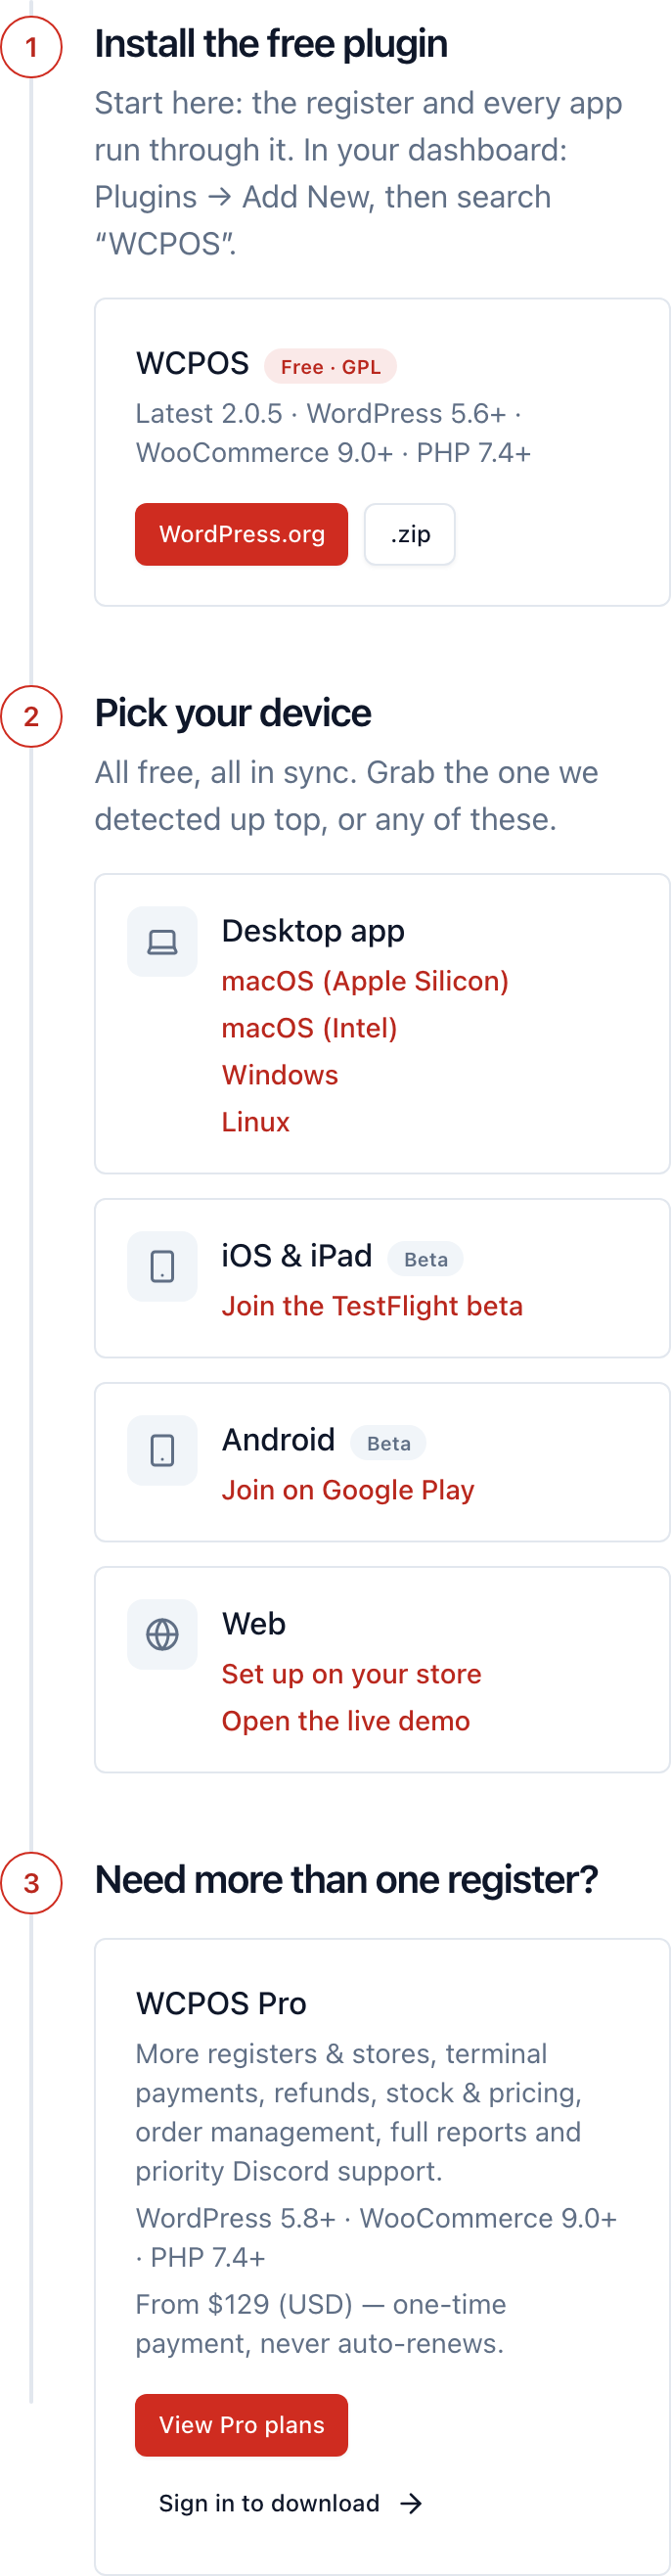 1
Install the free plugin
Start here: the register and every app
run through it. In your dashboard:
Plugins → Add New, then search
“WCPOS”.
WCPOS Free · GPL
Latest 2.0.5 · WordPress 5.6+ ·
WooCommerce 9.0+ · PHP 7.4+
WordPress.org .zip
2
Pick your device
All free, all in sync. Grab the one we
detected up top, or any of these.
Desktop app
macOS (Apple Silicon)
macOS (Intel)
Windows
Linux
iOS & iPad Beta
Join the TestFlight beta
Android Beta
Join on Google Play
Web
Set up on your store
Open the live demo
3
Need more than one register?
WCPOS Pro
More registers & stores, terminal
payments, refunds, stock & pricing,
order management, full reports and
priority Discord support.
WordPress 5.8+ · WooCommerce 9.0+
· PHP 7.4+
From $129 (USD) — one-time
payment, never auto-renews.
View Pro plans
Sign in to download →